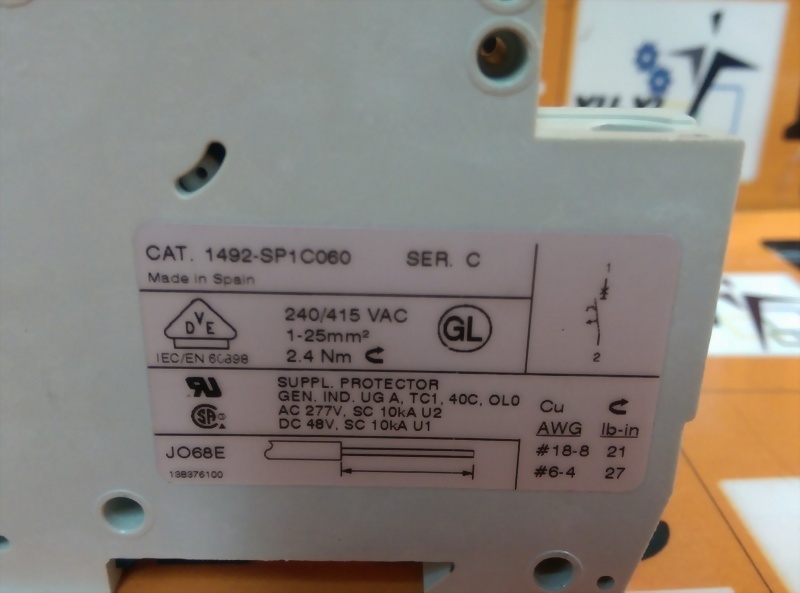 CAT. 1492-SP1C060 SER. C
Made in Spain
DVE
IEC/EN 60898
240/415 VAC
1-25mm²
2.4 Nm
GL
1
2
SUPPL. PROTECTOR
GEN. IND. UG A, TC1, 40C, OL0
AC 277V, SC 10kA U2
DC 48V, SC 10kA U1
Cu
AWG lb-in
#18-8 21
#6-4 27
JO68E
138376100